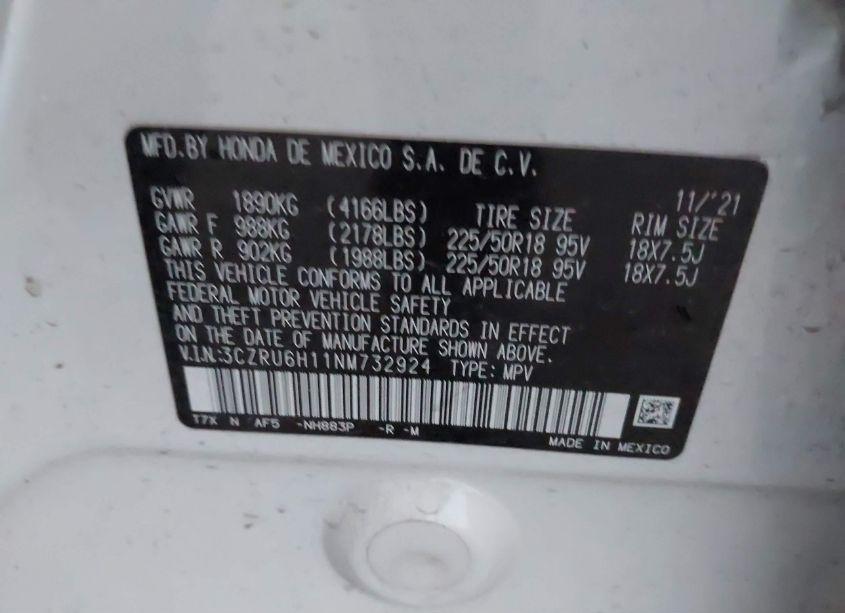 MFD.BY HONDA DE MEXICO S.A. DE C.V.
11/'21
GVWR 1890KG (4166LBS) TIRE SIZE RIM SIZE
GAWR F 988KG (2178LBS) 225/50R18 95V 18X7.5J
GAWR R 902KG (1988LBS) 225/50R18 95V 18X7.5J
THIS VEHICLE CONFORMS TO ALL APPLICABLE
FEDERAL MOTOR VEHICLE SAFETY
AND THEFT PREVENTION STANDARDS IN EFFECT
ON THE DATE OF MANUFACTURE SHOWN ABOVE.
V.I.N.:3CZRU6H11NM732924 TYPE: MPV
T7X N AF5 -NH883P -R -M
MADE IN MEXICO